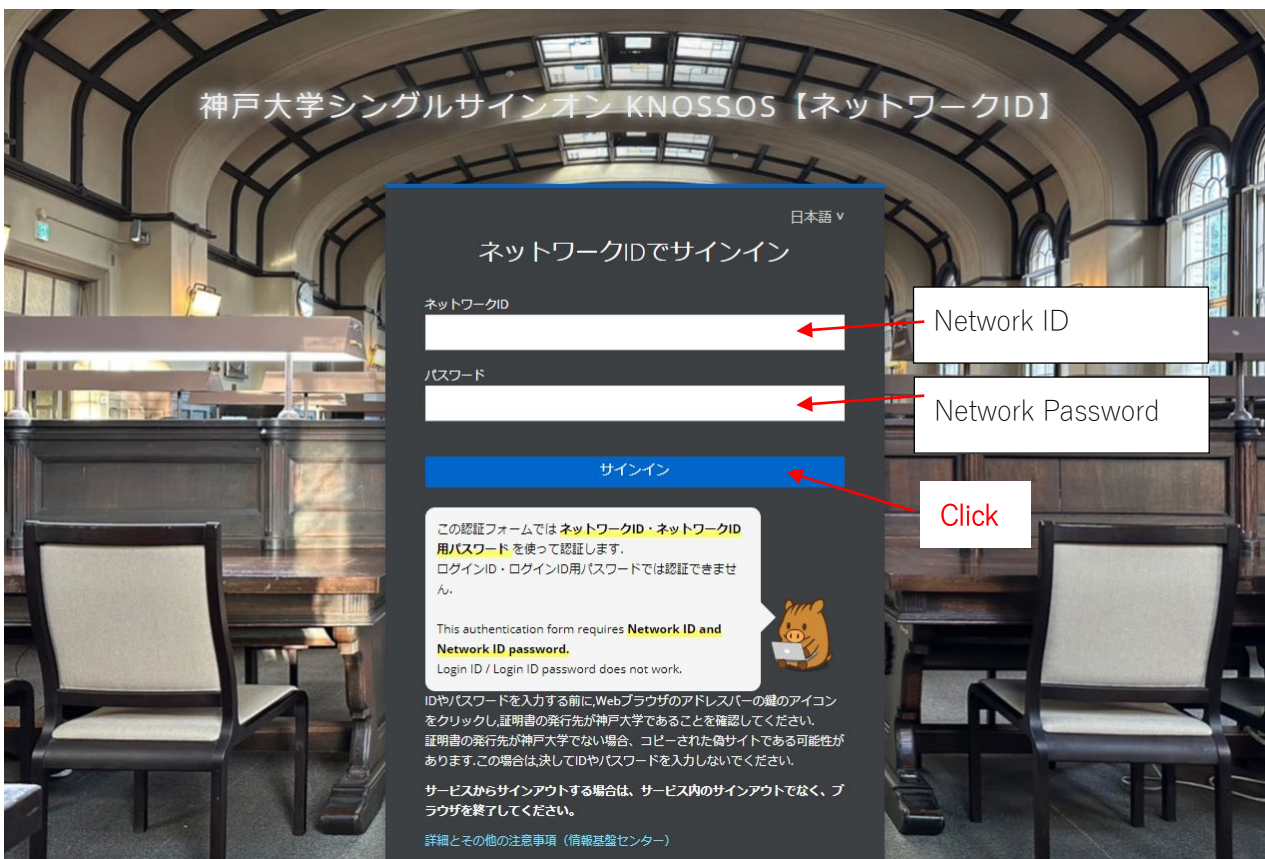 神戸大学シングルサインオン KNOSSOS【ネットワークID】
日本語 ∨
ネットワークIDでサインイン
ネットワークID
Network ID
パスワード
Network Password
サインイン
Click
この認証フォームでは ネットワークID・ネットワークID
用パスワード を使って認証します.
ログインID・ログインID用パスワードでは認証できませ
ん.
This authentication form requires Network ID and
Network ID password.
Login ID / Login ID password does not work.
IDやパスワードを入力する前に,Webブラウザのアドレスバーの鍵のアイコン
をクリックし,証明書の発行先が神戸大学であることを確認してください.
証明書の発行先が神戸大学でない場合、コピーされた偽サイトである可能性が
あります.この場合は,決してIDやパスワードを入力しないでください.
サービスからサインアウトする場合は、サービス内のサインアウトでなく、ブ
ラウザを終了してください。
詳細とその他の注意事項（情報基盤センター）